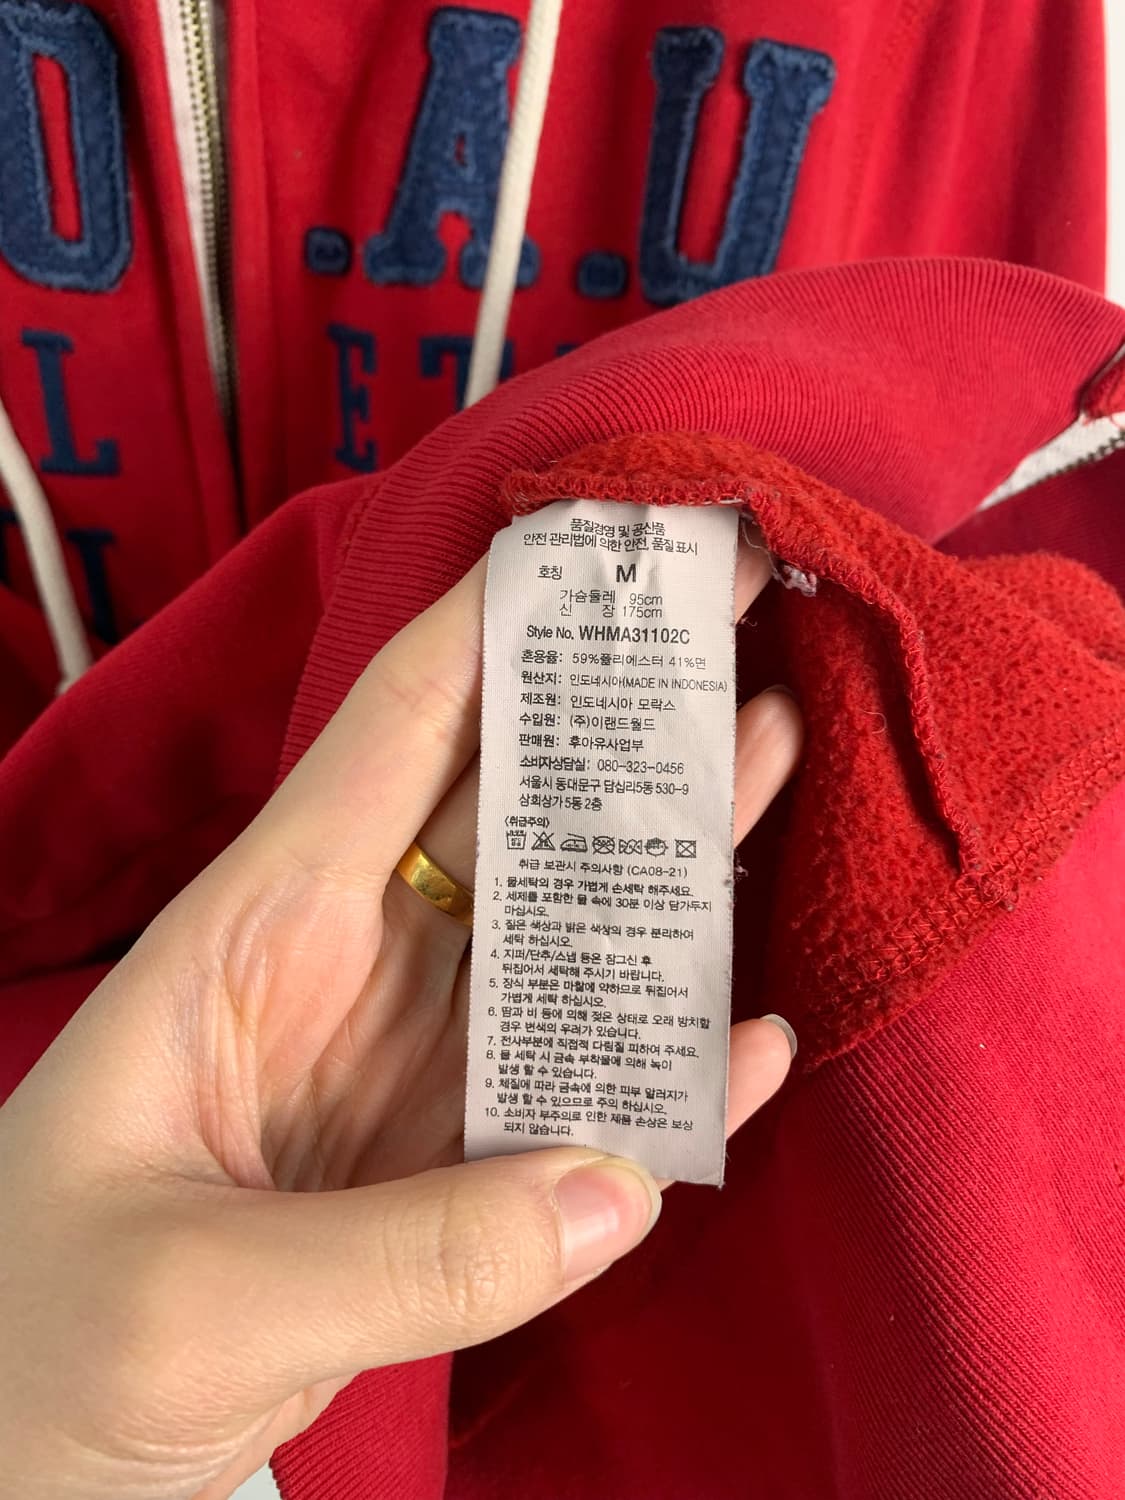 D .A.U
L ET
I
품질경영 및 공산품
안전 관리법에 의한 안전, 품질 표시
호칭 M
가슴둘레 95cm
신 장 175cm
Style No. WHMA31102C
혼용율: 59%폴리에스터 41%면
원산지: 인도네시아(MADE IN INDONESIA)
제조원: 인도네시아 모락스
수입원: (주)이랜드월드
판매원: 후아유사업부
소비자상담실: 080-323-0456
서울시 동대문구 답십리5동 530-9
삼희상가 5동 2층
〈취급주의〉
취급 보관시 주의사항 (CA08-21)
1. 물세탁의 경우 가볍게 손세탁 해주세요.
2. 세제를 포함한 물 속에 30분 이상 담가두지
마십시오.
3. 짙은 색상과 밝은 색상의 경우 분리하여
세탁 하십시오.
4. 지퍼/단추/스냅 등은 잠그신 후
뒤집어서 세탁해 주시기 바랍니다.
5. 장식 부분은 마찰에 약하므로 뒤집어서
가볍게 세탁 하십시오.
6. 땀과 비 등에 의해 젖은 상태로 오래 방치할
경우 변색의 우려가 있습니다.
7. 전사부분에 직접적 다림질 피하여 주세요.
8. 물 세탁 시 금속 부착물에 의해 녹이
발생 할 수 있습니다.
9. 체질에 따라 금속에 의한 피부 알러지가
발생 할 수 있으므로 주의 하십시오.
10. 소비자 부주의로 인한 제품 손상은 보상
되지 않습니다.